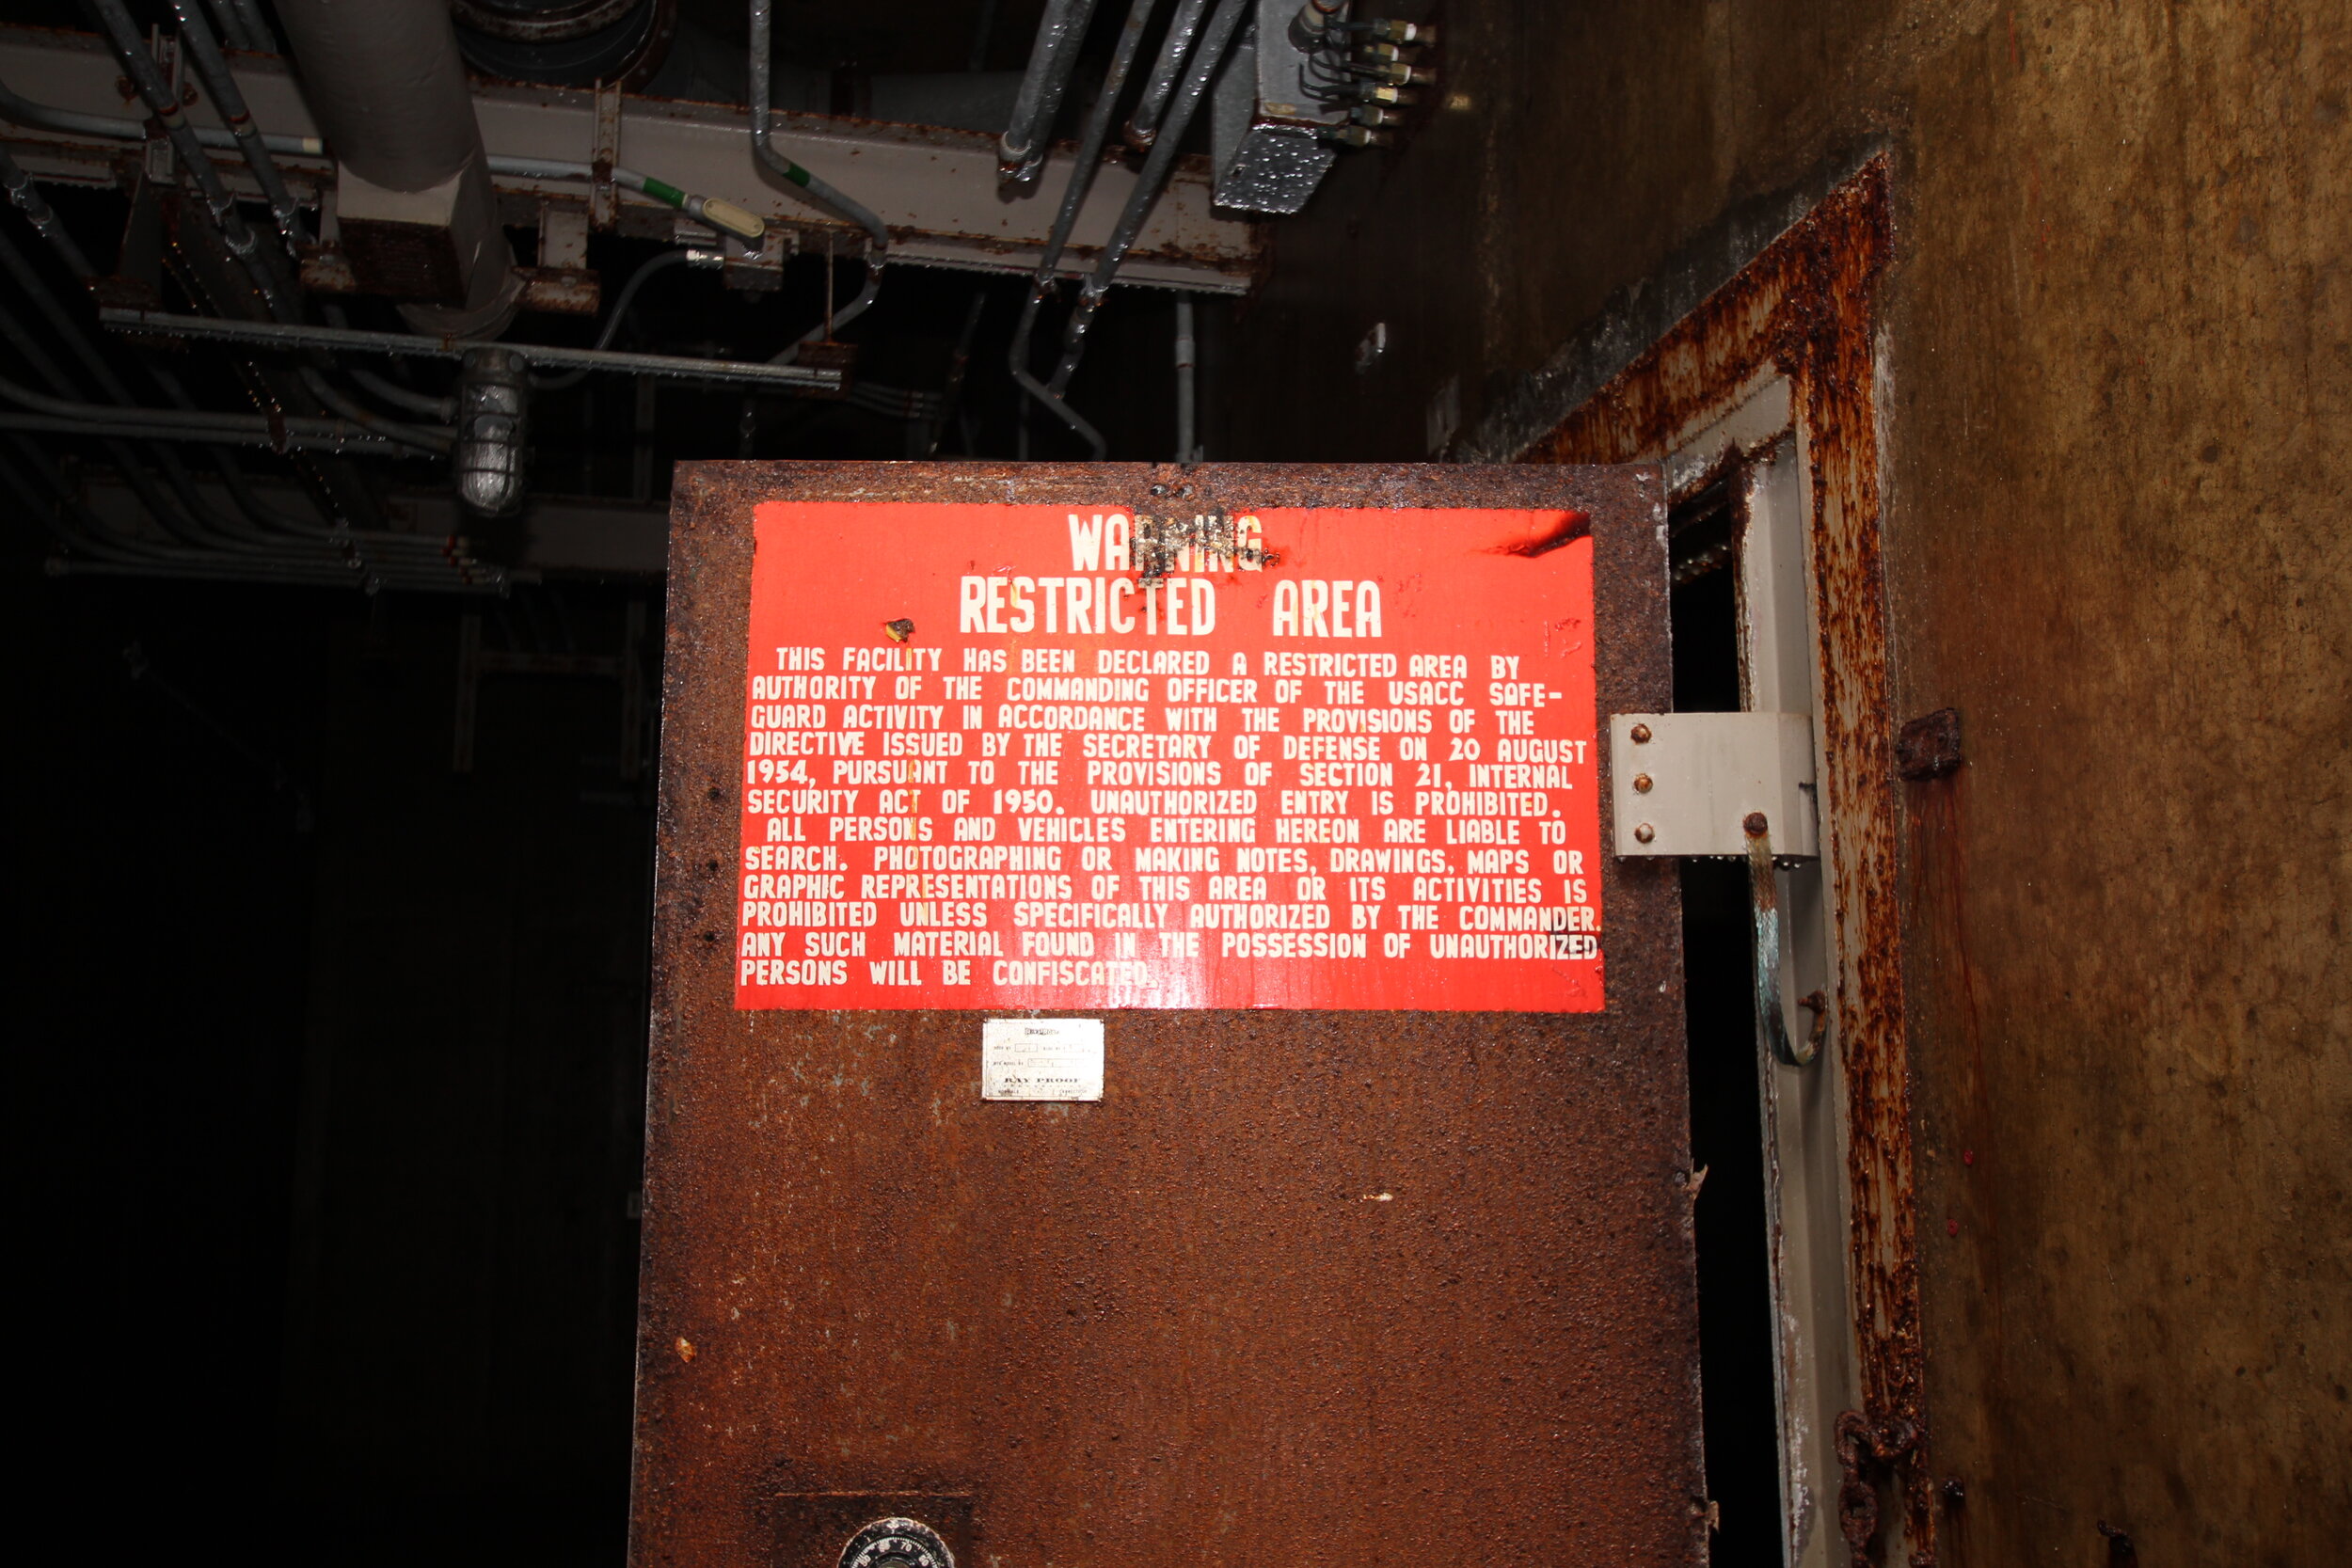 WARNING
RESTRICTED AREA
THIS FACILITY HAS BEEN DECLARED A RESTRICTED AREA BY
AUTHORITY OF THE COMMANDING OFFICER OF THE USACC SAFE-
GUARD ACTIVITY IN ACCORDANCE WITH THE PROVISIONS OF THE
DIRECTIVE ISSUED BY THE SECRETARY OF DEFENSE ON 20 AUGUST
1954, PURSUANT TO THE PROVISIONS OF SECTION 21, INTERNAL
SECURITY ACT OF 1950. UNAUTHORIZED ENTRY IS PROHIBITED.
ALL PERSONS AND VEHICLES ENTERING HEREON ARE LIABLE TO
SEARCH. PHOTOGRAPHING OR MAKING NOTES, DRAWINGS, MAPS OR
GRAPHIC REPRESENTATIONS OF THIS AREA OR ITS ACTIVITIES IS
PROHIBITED UNLESS SPECIFICALLY AUTHORIZED BY THE COMMANDER.
ANY SUCH MATERIAL FOUND IN THE POSSESSION OF UNAUTHORIZED
PERSONS WILL BE CONFISCATED.
RAY PROOF
70